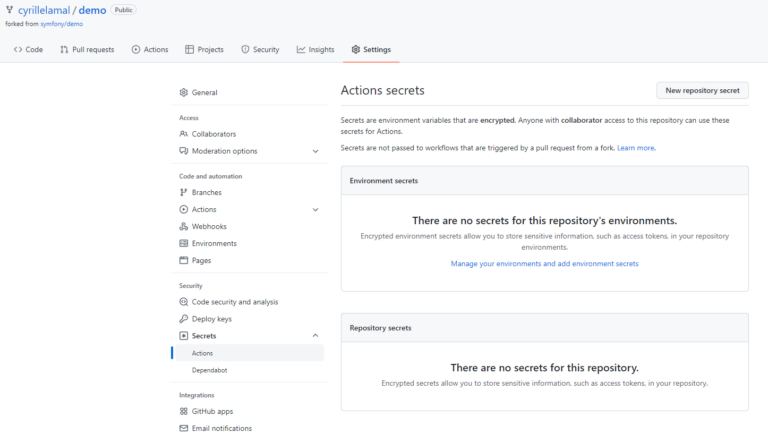 cyrillelamal / demo Public
forked from symfony/demo
Code Pull requests Actions Projects Security Insights Settings
General
Access
Collaborators
Moderation options
Code and automation
Branches
Actions
Webhooks
Environments
Pages
Security
Code security and analysis
Deploy keys
Secrets
Actions
Dependabot
Integrations
GitHub apps
Email notifications
Actions secrets
New repository secret
Secrets are environment variables that are encrypted. Anyone with collaborator access to this repository can use these
secrets for Actions.
Secrets are not passed to workflows that are triggered by a pull request from a fork. Learn more.
Environment secrets
There are no secrets for this repository's environments.
Encrypted environment secrets allow you to store sensitive information, such as access tokens, in your repository
environments.
Manage your environments and add environment secrets
Repository secrets
There are no secrets for this repository.
Encrypted secrets allow you to store sensitive information, such as access tokens, in your repository.